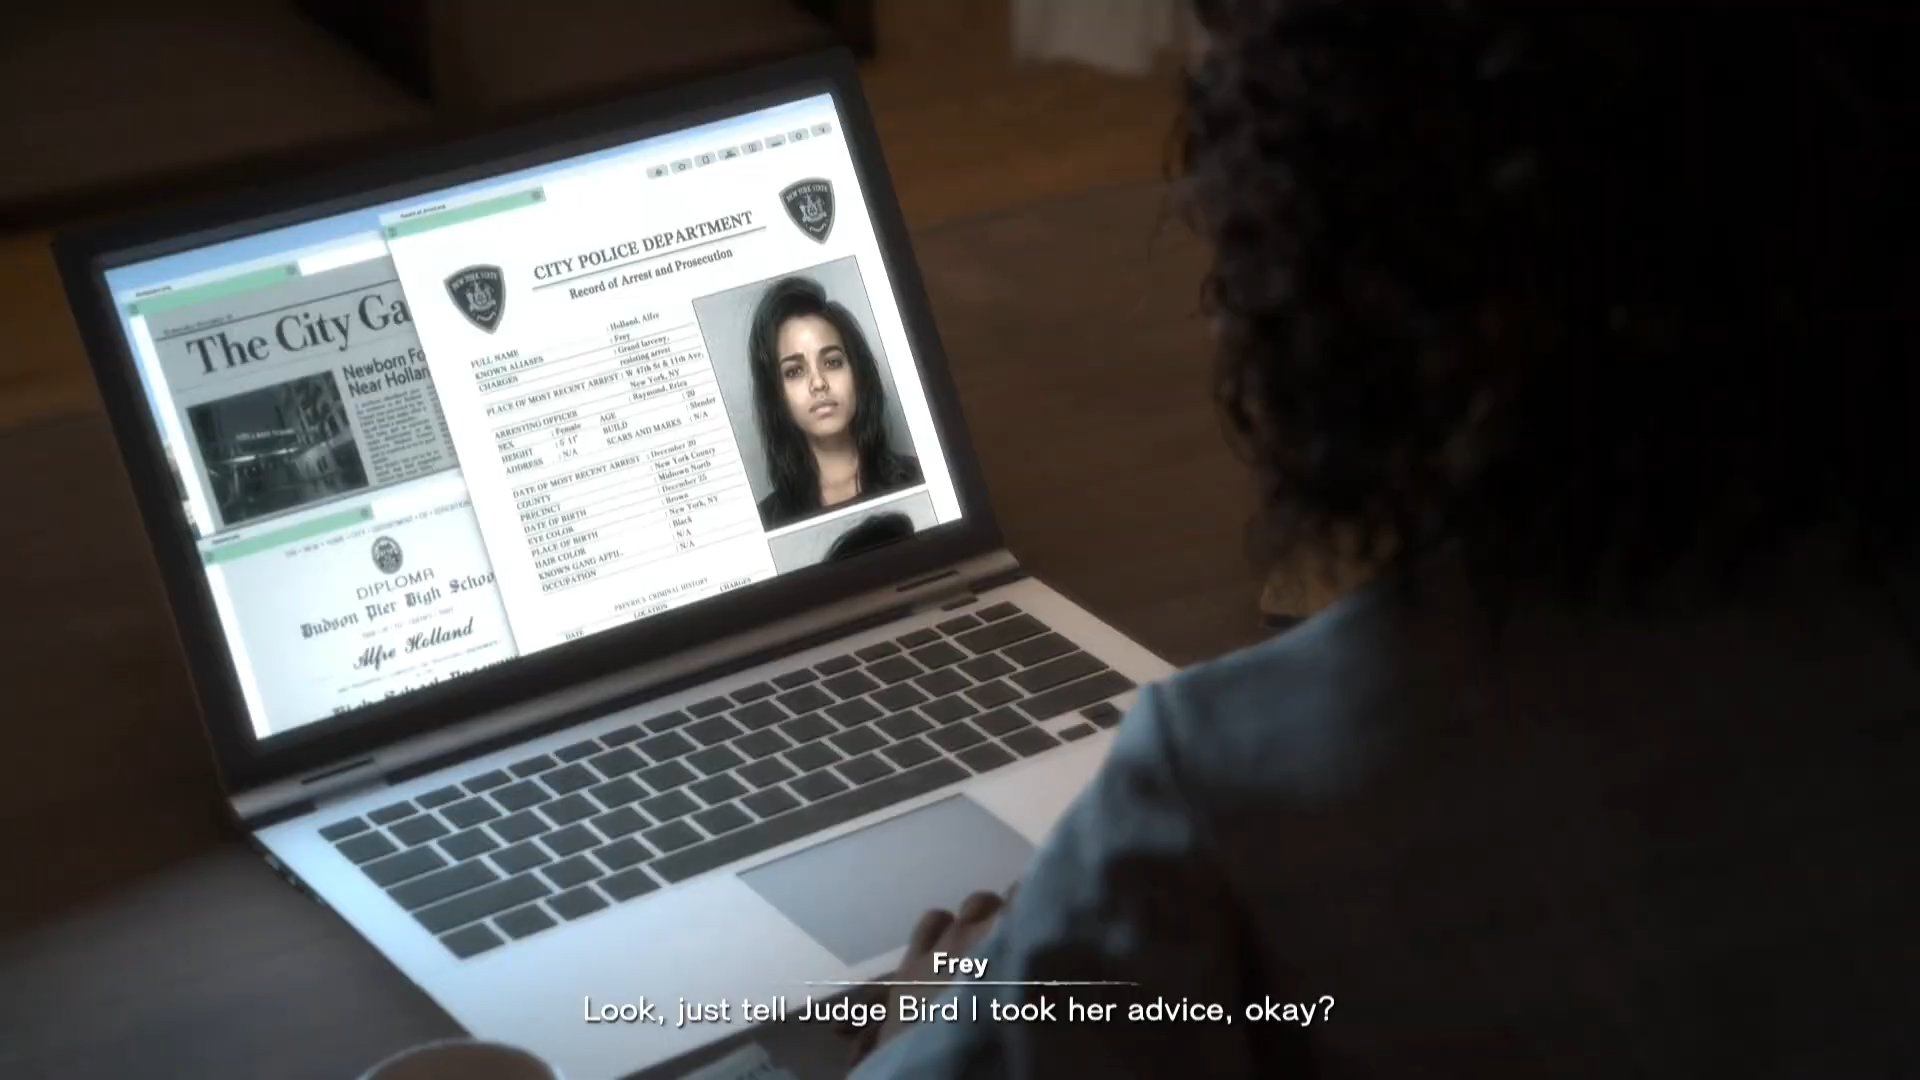 The City Ga
Newborn Fo
Near Hollan
DIPLOMA
Hudson Pier High School
Alfre Holland
NEW YORK STATE
NEW YORK STATE
CITY POLICE DEPARTMENT
Record of Arrest and Prosecution
FULL NAME : Holland, Alfre
KNOWN ALIASES : Frey
CHARGES : Grand larceny,
resisting arrest
PLACE OF MOST RECENT ARREST : W 47th St & 11th Ave,
New York, NY
ARRESTING OFFICER : Raymond, Erica
SEX : Female AGE : 20
HEIGHT : 5' 11" BUILD : Slender
ADDRESS : N/A SCARS AND MARKS : N/A
DATE OF MOST RECENT ARREST : December 20
COUNTY : New York County
PRECINCT : Midtown North
DATE OF BIRTH : December 25
EYE COLOR : Brown
PLACE OF BIRTH : New York, NY
HAIR COLOR : Black
KNOWN GANG AFFIL. : N/A
OCCUPATION : N/A
PREVIOUS CRIMINAL HISTORY
DATE LOCATION CHARGES
Frey
Look, just tell Judge Bird I took her advice, okay?